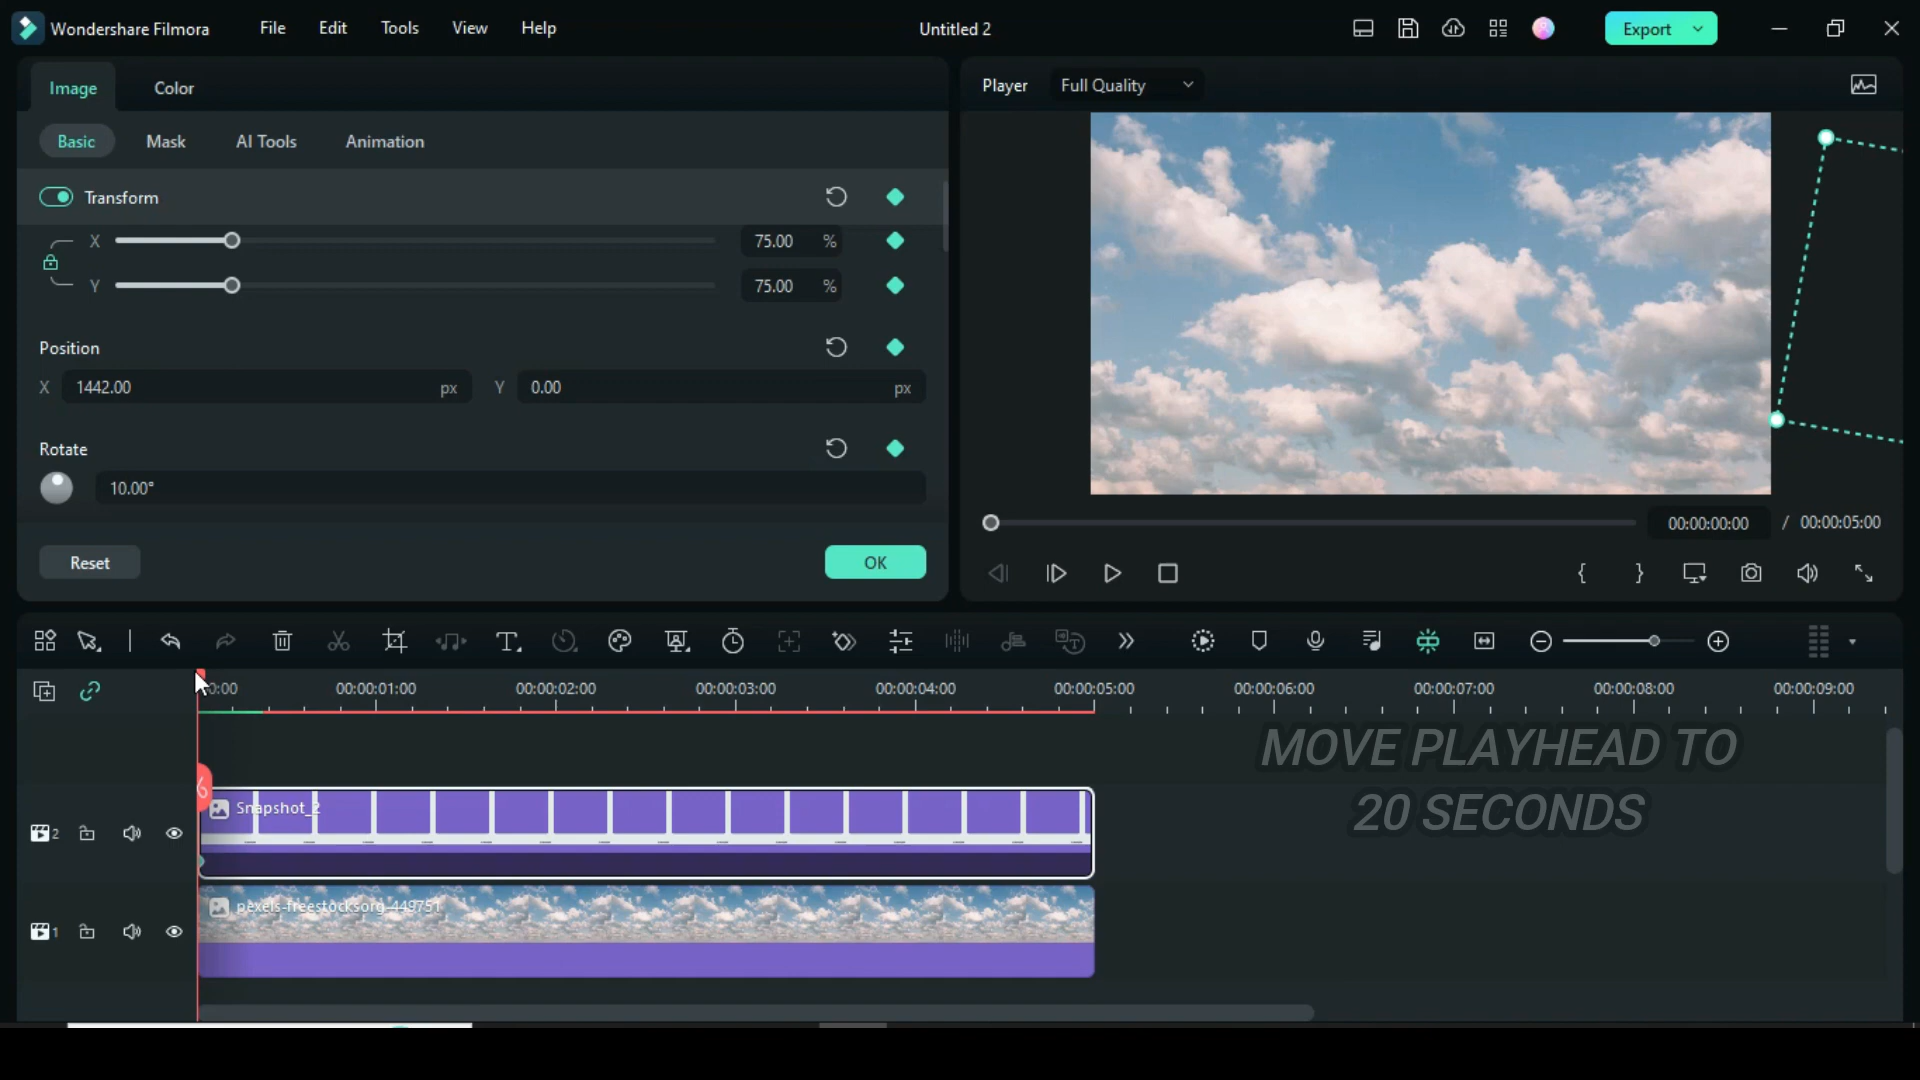 Wondershare Filmora
File
Edit
Tools
View
Help
Untitled 2
Export
Image
Color
Player
Full Quality
Basic
Mask
AI Tools
Animation
Transform
X
75.00
%
Y
75.00
%
Position
X
1442.00
px
Y
0.00
px
Rotate
10.00°
Reset
OK
00:00:00:00
/
00:00:05:00
{
}
00:00:01:00
00:00:02:00
00:00:03:00
00:00:04:00
00:00:05:00
00:00:06:00
00:00:07:00
00:00:08:00
00:00:09:00
MOVE PLAYHEAD TO
20 SECONDS
Snapshot_2
2
pexels-freestocksorg-449751
1